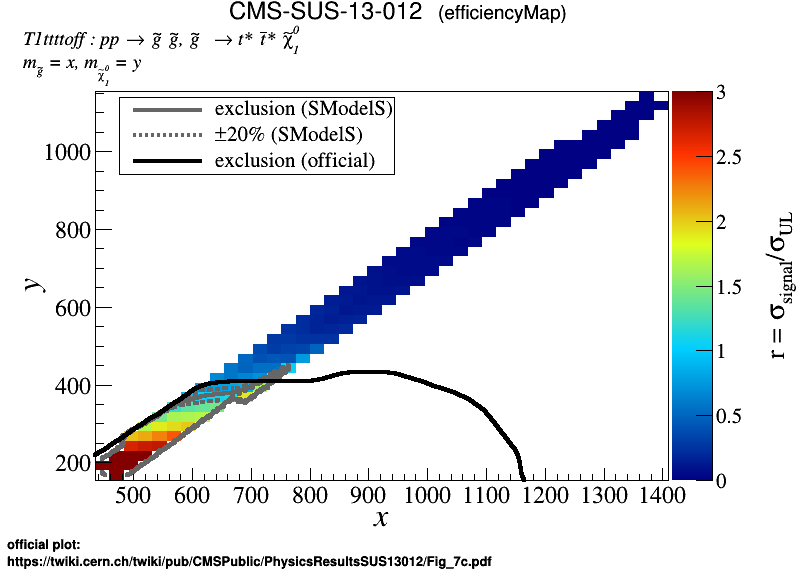 CMS-SUS-13-012 (efficiencyMap)
T1ttttoff : pp → g̃ g̃, g̃ → t* t̄* χ̃⁰₁
m_g̃ = x, m_χ̃⁰₁ = y
exclusion (SModelS)
±20% (SModelS)
exclusion (official)
1000
800
600
400
200
y
500 600 700 800 900 1000 1100 1200 1300 1400
x
3
2.5
2
1.5
1
0.5
0
r = σ_signal/σ_UL
official plot:
https://twiki.cern.ch/twiki/pub/CMSPublic/PhysicsResultsSUS13012/Fig_7c.pdf